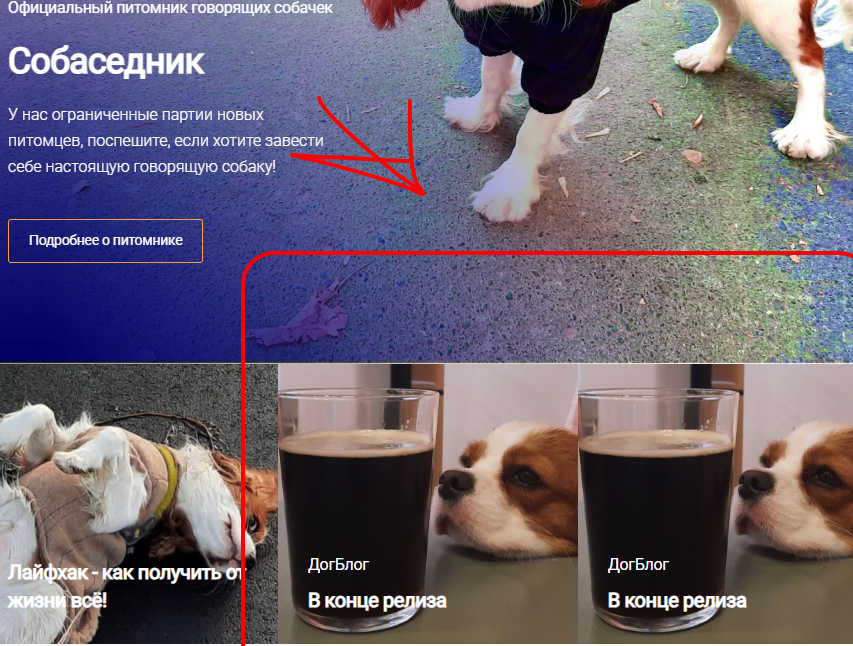 Официальный питомник говорящих собачек
Собаседник
У нас ограниченные партии новых
питомцев, поспешите, если хотите завести
себе настоящую говорящую собаку!
Подробнее о питомнике
Лайфхак - как получить от
жизни всё!
ДогБлог
В конце релиза
ДогБлог
В конце релиза